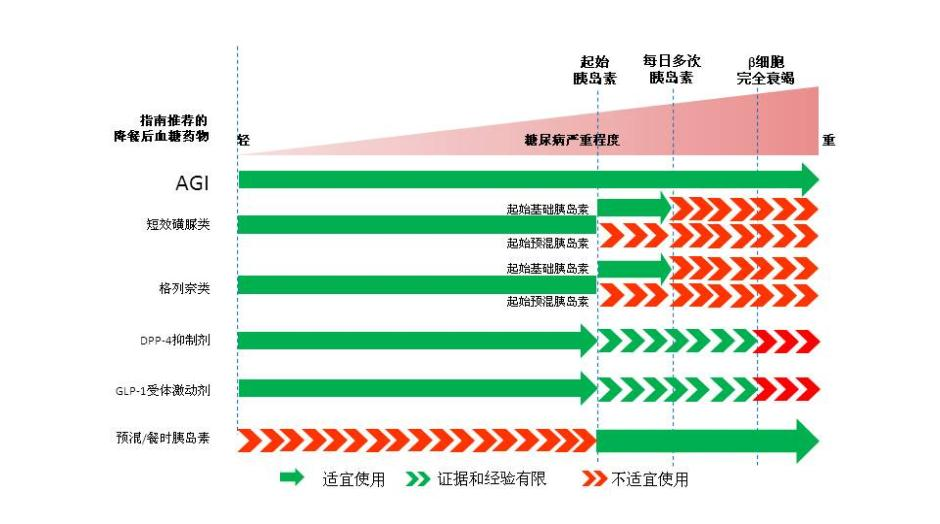 起始
胰岛素
每日多次
胰岛素
β细胞
完全衰竭
指南推荐的
降餐后血糖药物
轻
糖尿病严重程度
重
AGI
短效磺脲类
起始基础胰岛素
起始预混胰岛素
格列奈类
起始基础胰岛素
起始预混胰岛素
DPP-4抑制剂
GLP-1受体激动剂
预混/餐时胰岛素
适宜使用
证据和经验有限
不适宜使用